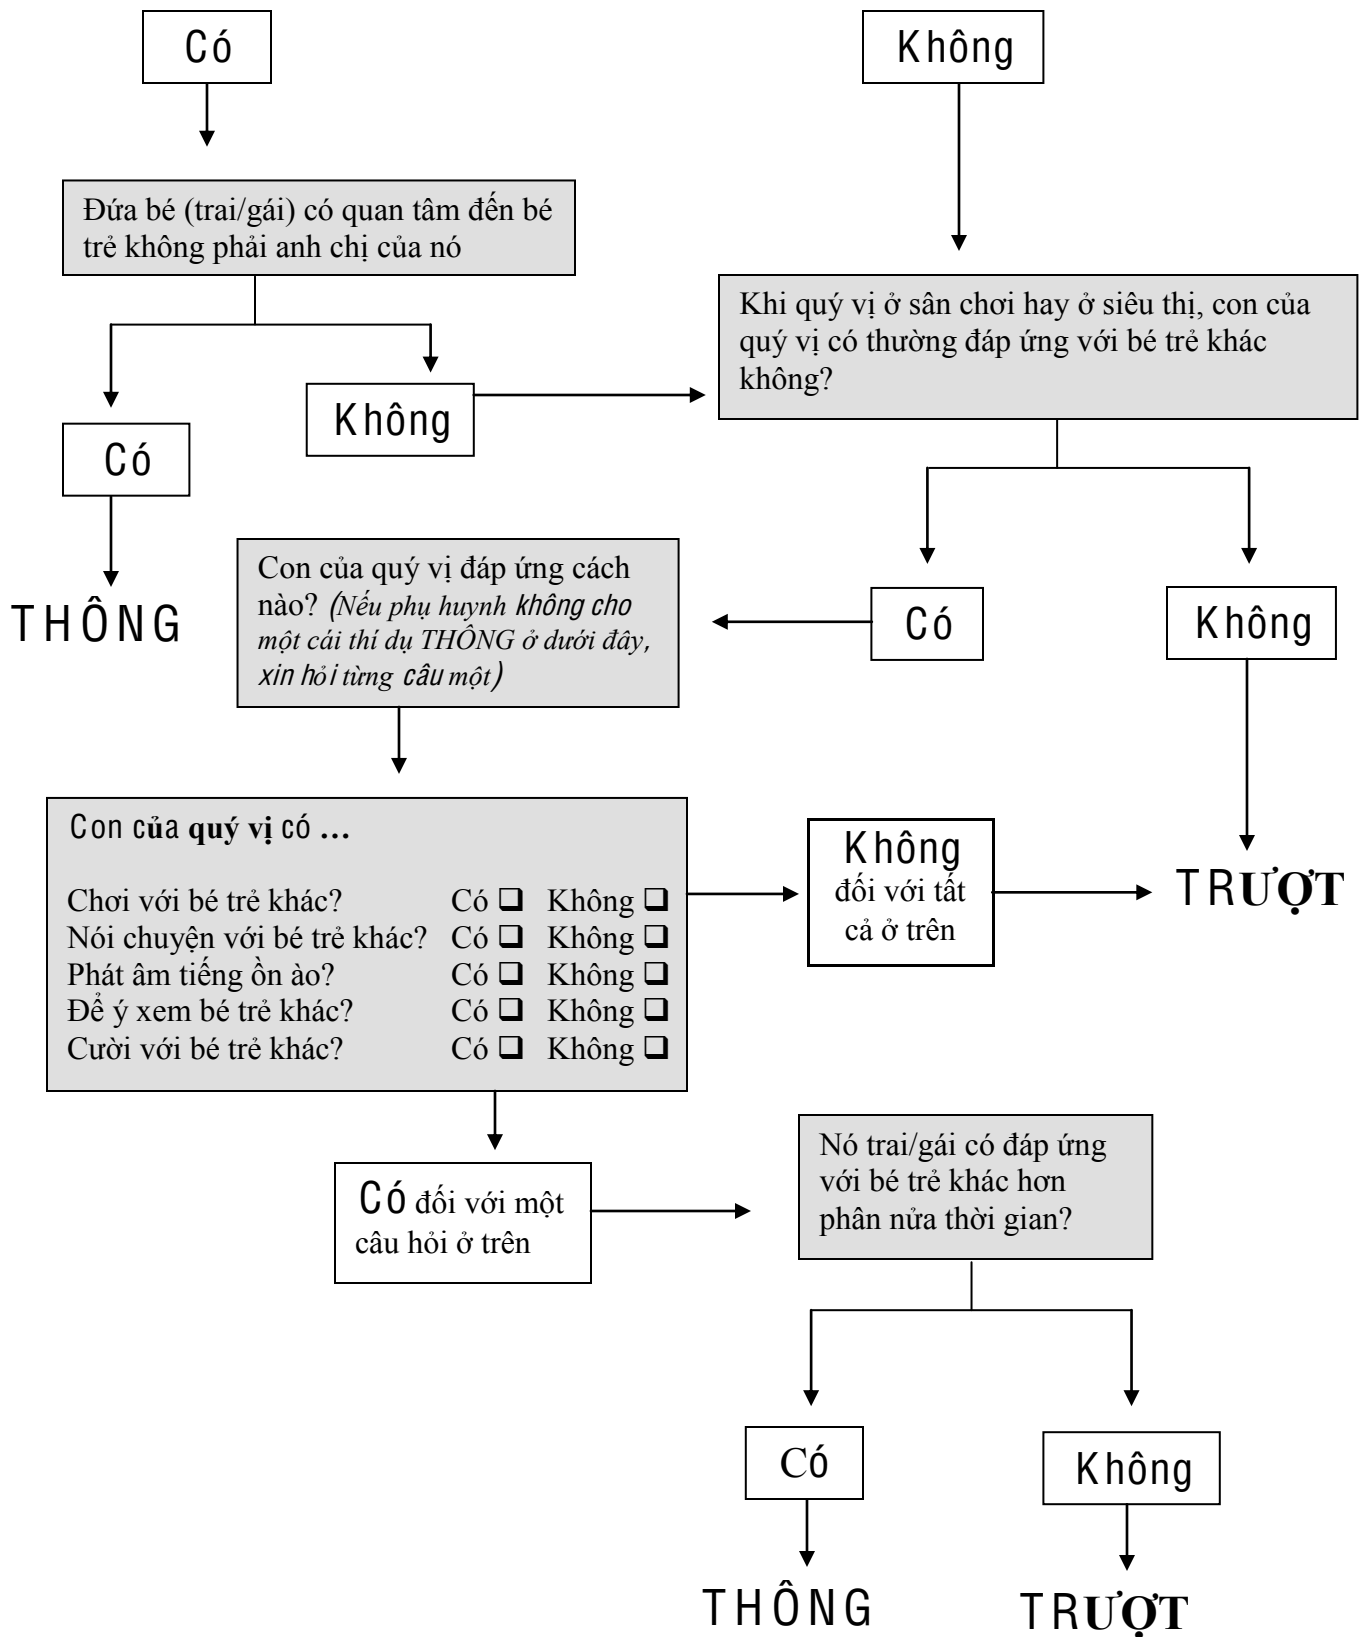 Có
Không
Đứa bé (trai/gái) có quan tâm đến bé
trẻ không phải anh chị của nó
Khi quý vị ở sân chơi hay ở siêu thị, con của
quý vị có thường đáp ứng với bé trẻ khác
không?
Có
Không
THÔNG
Con của quý vị đáp ứng cách
nào? (Nếu phụ huynh không cho
một cái thí dụ THÔNG ở dưới đây,
xin hỏi từng câu một)
Có
Không
Con của quý vị có ...
Chơi với bé trẻ khác? Có ❑ Không ❑
Nói chuyện với bé trẻ khác? Có ❑ Không ❑
Phát âm tiếng ồn ào? Có ❑ Không ❑
Để ý xem bé trẻ khác? Có ❑ Không ❑
Cười với bé trẻ khác? Có ❑ Không ❑
Không
đối với tất
cả ở trên
TRƯỢT
Có đối với một
câu hỏi ở trên
Nó trai/gái có đáp ứng
với bé trẻ khác hơn
phân nửa thời gian?
Có
Không
THÔNG
TRƯỢT